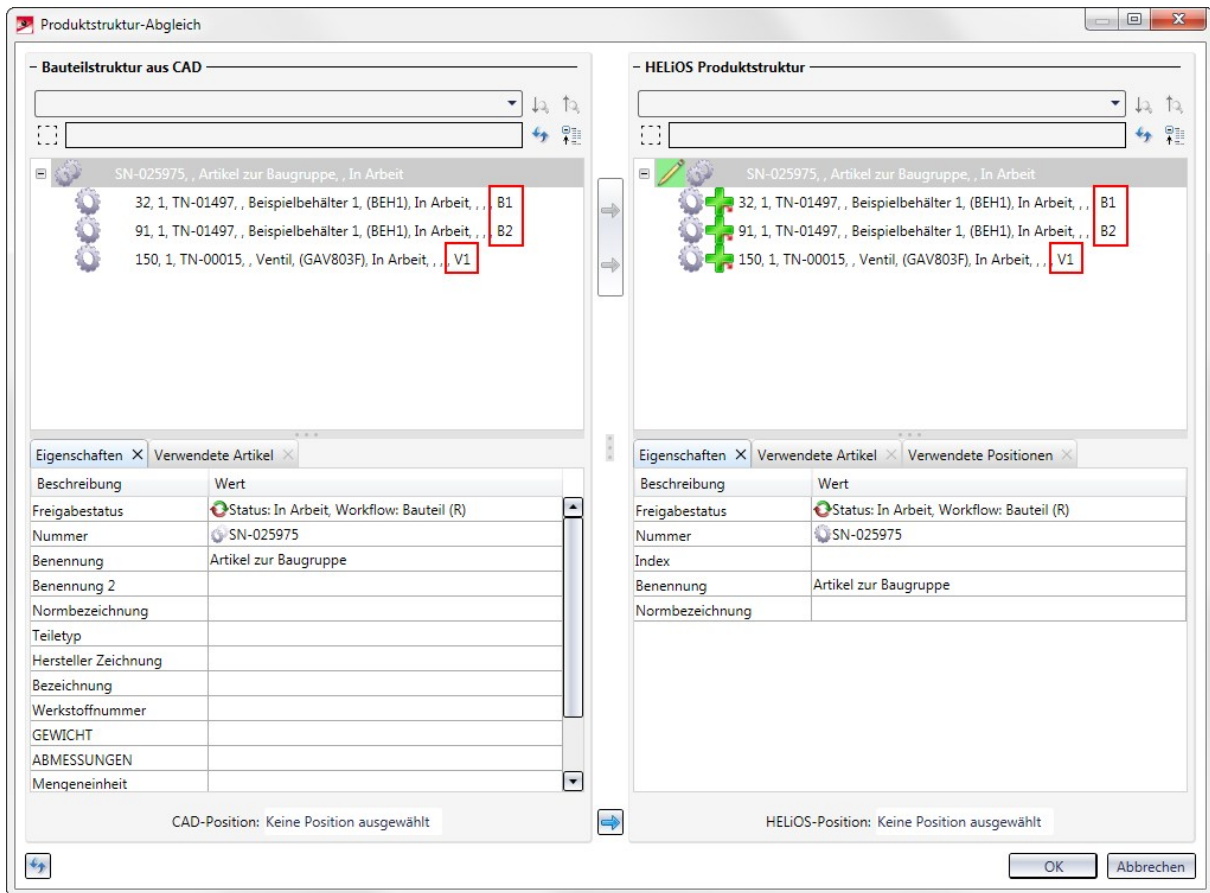 Produktstruktur-Abgleich
– Bauteilstruktur aus CAD
SN-025975, , Artikel zur Baugruppe, , In Arbeit
32, 1, TN-01497, , Beispielbehälter 1, (BEH1), In Arbeit, , , , B1
91, 1, TN-01497, , Beispielbehälter 1, (BEH1), In Arbeit, , , , B2
150, 1, TN-00015, , Ventil, (GAV803F), In Arbeit, , , , V1
Eigenschaften X Verwendete Artikel X
Beschreibung Wert
Freigabestatus Status: In Arbeit, Workflow: Bauteil (R)
Nummer SN-025975
Benennung Artikel zur Baugruppe
Benennung 2
Normbezeichnung
Teiletyp
Hersteller Zeichnung
Bezeichnung
Werkstoffnummer
GEWICHT
ABMESSUNGEN
Mengeneinheit
CAD-Position: Keine Position ausgewählt
– HELiOS Produktstruktur
SN-025975, , Artikel zur Baugruppe, , In Arbeit
32, 1, TN-01497, , Beispielbehälter 1, (BEH1), In Arbeit, , , B1
91, 1, TN-01497, , Beispielbehälter 1, (BEH1), In Arbeit, , , B2
150, 1, TN-00015, , Ventil, (GAV803F), In Arbeit, , , , V1
Eigenschaften X Verwendete Artikel X Verwendete Positionen X
Beschreibung Wert
Freigabestatus Status: In Arbeit, Workflow: Bauteil (R)
Nummer SN-025975
Index
Benennung Artikel zur Baugruppe
Normbezeichnung
HELiOS-Position: Keine Position ausgewählt
OK Abbrechen